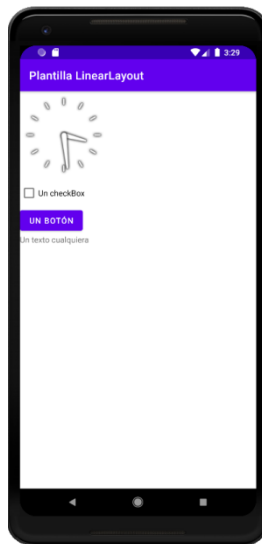 3:29
Plantilla LinearLayout
Un checkBox
UN BOTÓN
Un texto cualquiera